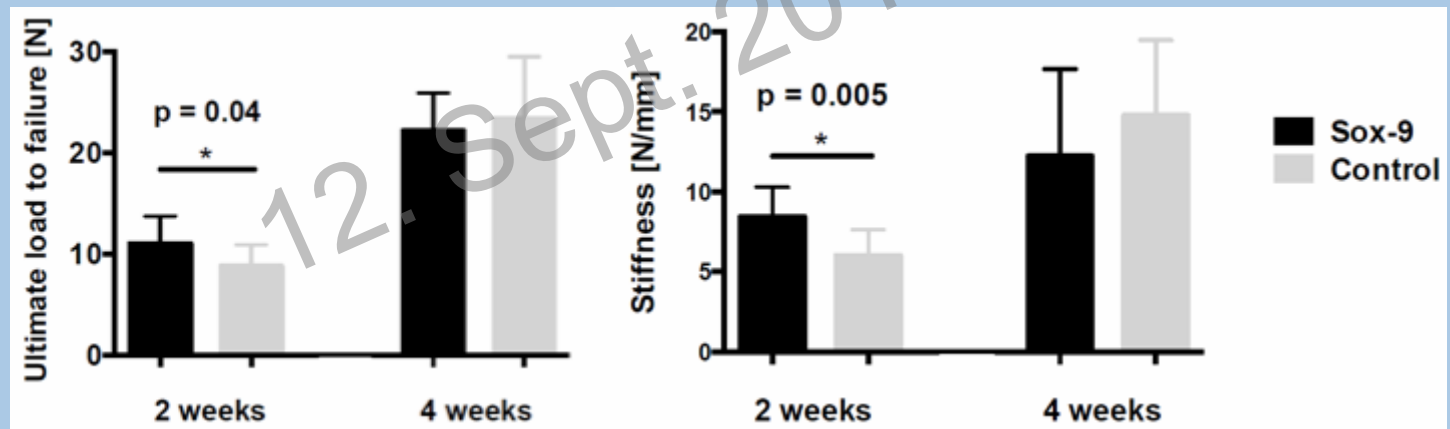 Ultimate load to failure [N]
30
20
10
0
p = 0.04
*
2 weeks
4 weeks
Stiffness [N/mm]
20
15
10
5
0
p = 0.005
*
2 weeks
4 weeks
Sox-9
Control
12. Sept. 201